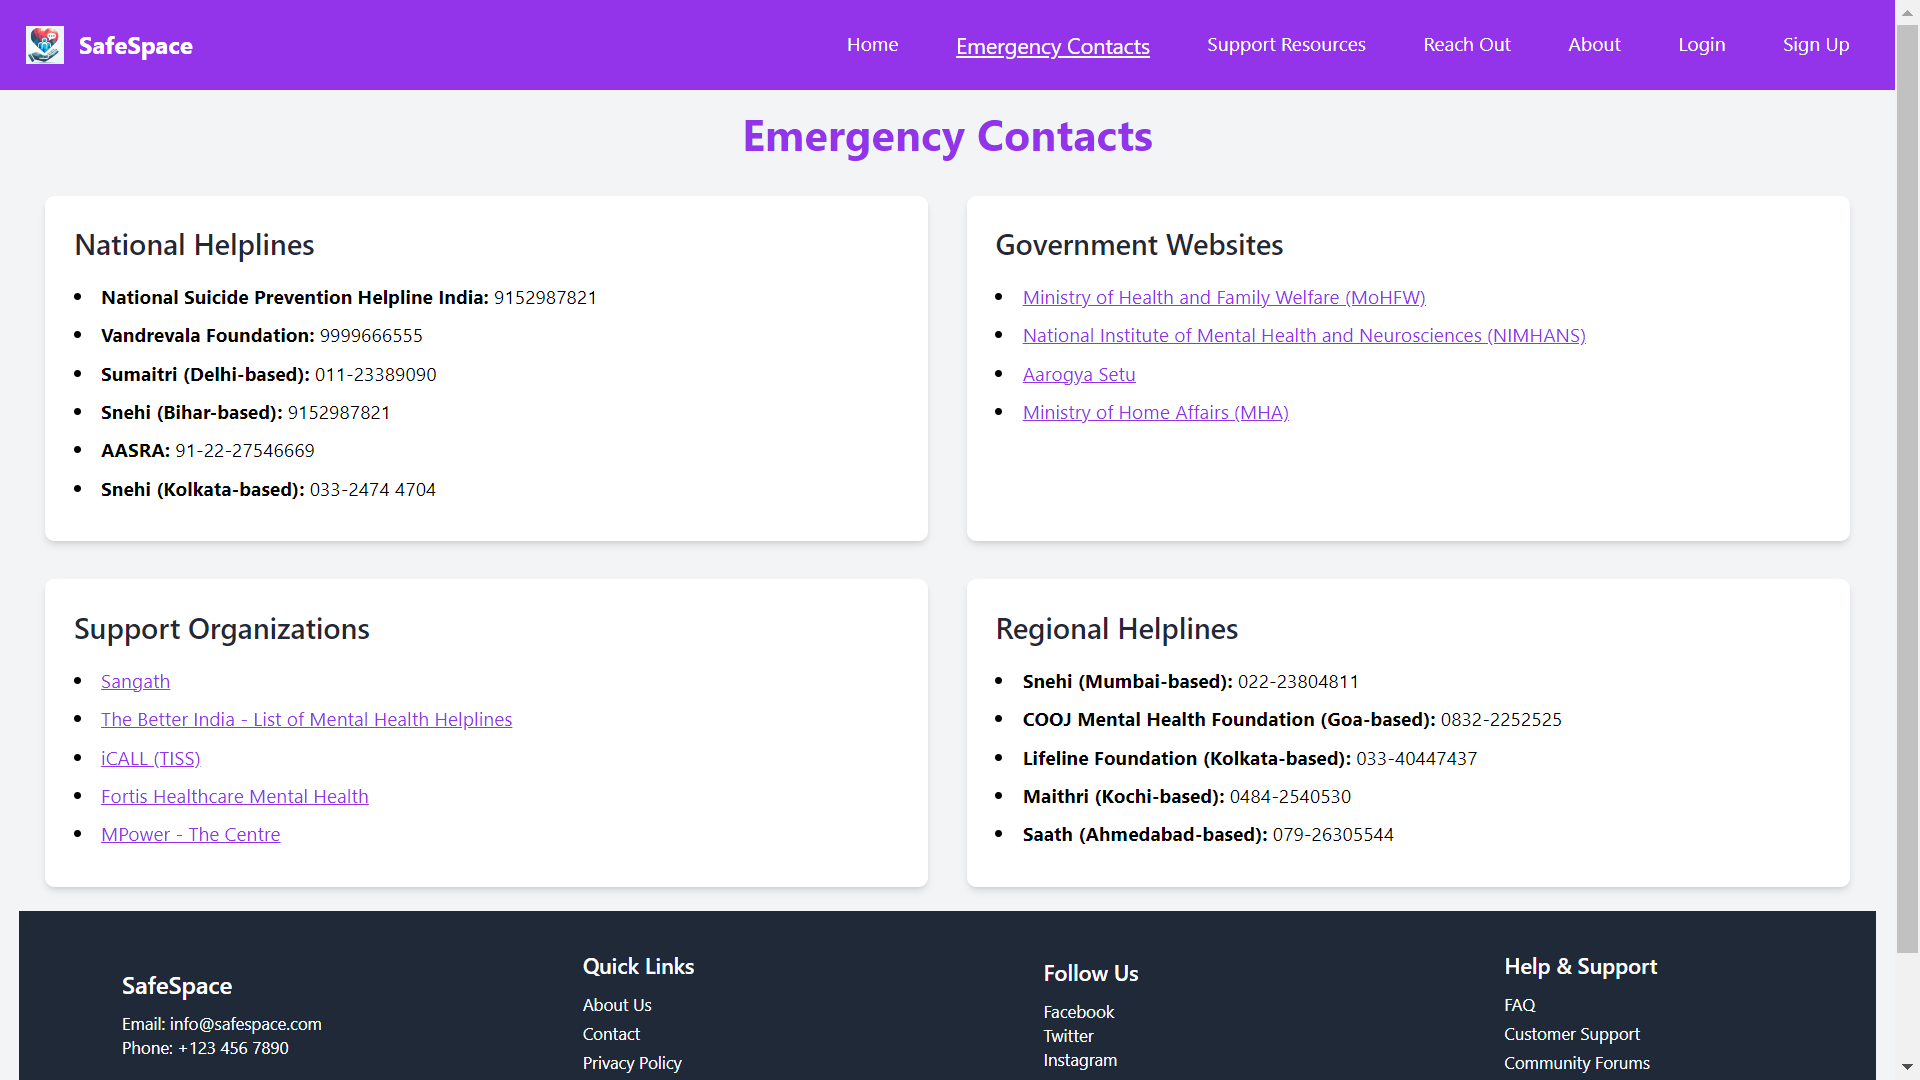 SafeSpace
Home
Emergency Contacts
Support Resources
Reach Out
About
Login
Sign Up
Emergency Contacts
National Helplines
National Suicide Prevention Helpline India: 9152987821
Vandrevala Foundation: 9999666555
Sumaitri (Delhi-based): 011-23389090
Snehi (Bihar-based): 9152987821
AASRA: 91-22-27546669
Snehi (Kolkata-based): 033-2474 4704
Government Websites
Ministry of Health and Family Welfare (MoHFW)
National Institute of Mental Health and Neurosciences (NIMHANS)
Aarogya Setu
Ministry of Home Affairs (MHA)
Support Organizations
Sangath
The Better India - List of Mental Health Helplines
iCALL (TISS)
Fortis Healthcare Mental Health
MPower - The Centre
Regional Helplines
Snehi (Mumbai-based): 022-23804811
COOJ Mental Health Foundation (Goa-based): 0832-2252525
Lifeline Foundation (Kolkata-based): 033-40447437
Maithri (Kochi-based): 0484-2540530
Saath (Ahmedabad-based): 079-26305544
SafeSpace
Email: info@safespace.com
Phone: +123 456 7890
Quick Links
About Us
Contact
Privacy Policy
Follow Us
Facebook
Twitter
Instagram
Help & Support
FAQ
Customer Support
Community Forums